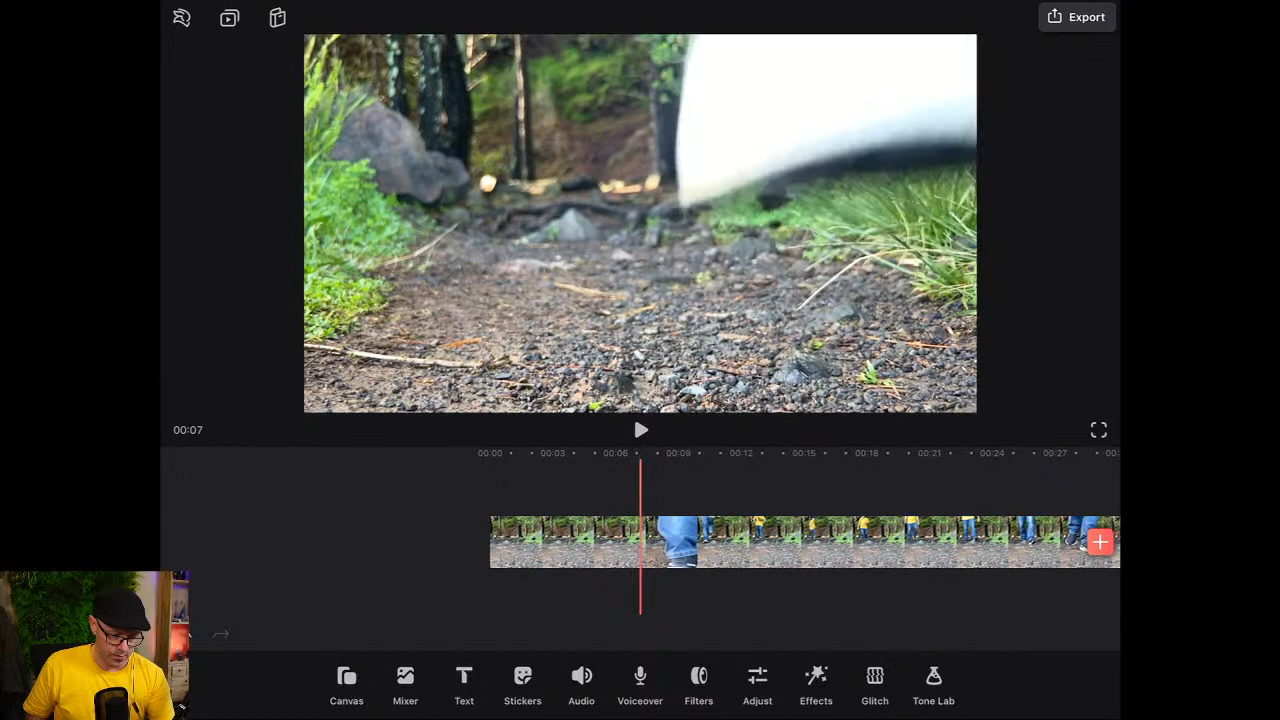 Export
00:07
00:00 00:03 00:06 00:09 00:12 00:15 00:18 00:21 00:24 00:27 00:
Canvas Mixer Text Stickers Audio Voiceover Filters Adjust Effects Glitch Tone Lab